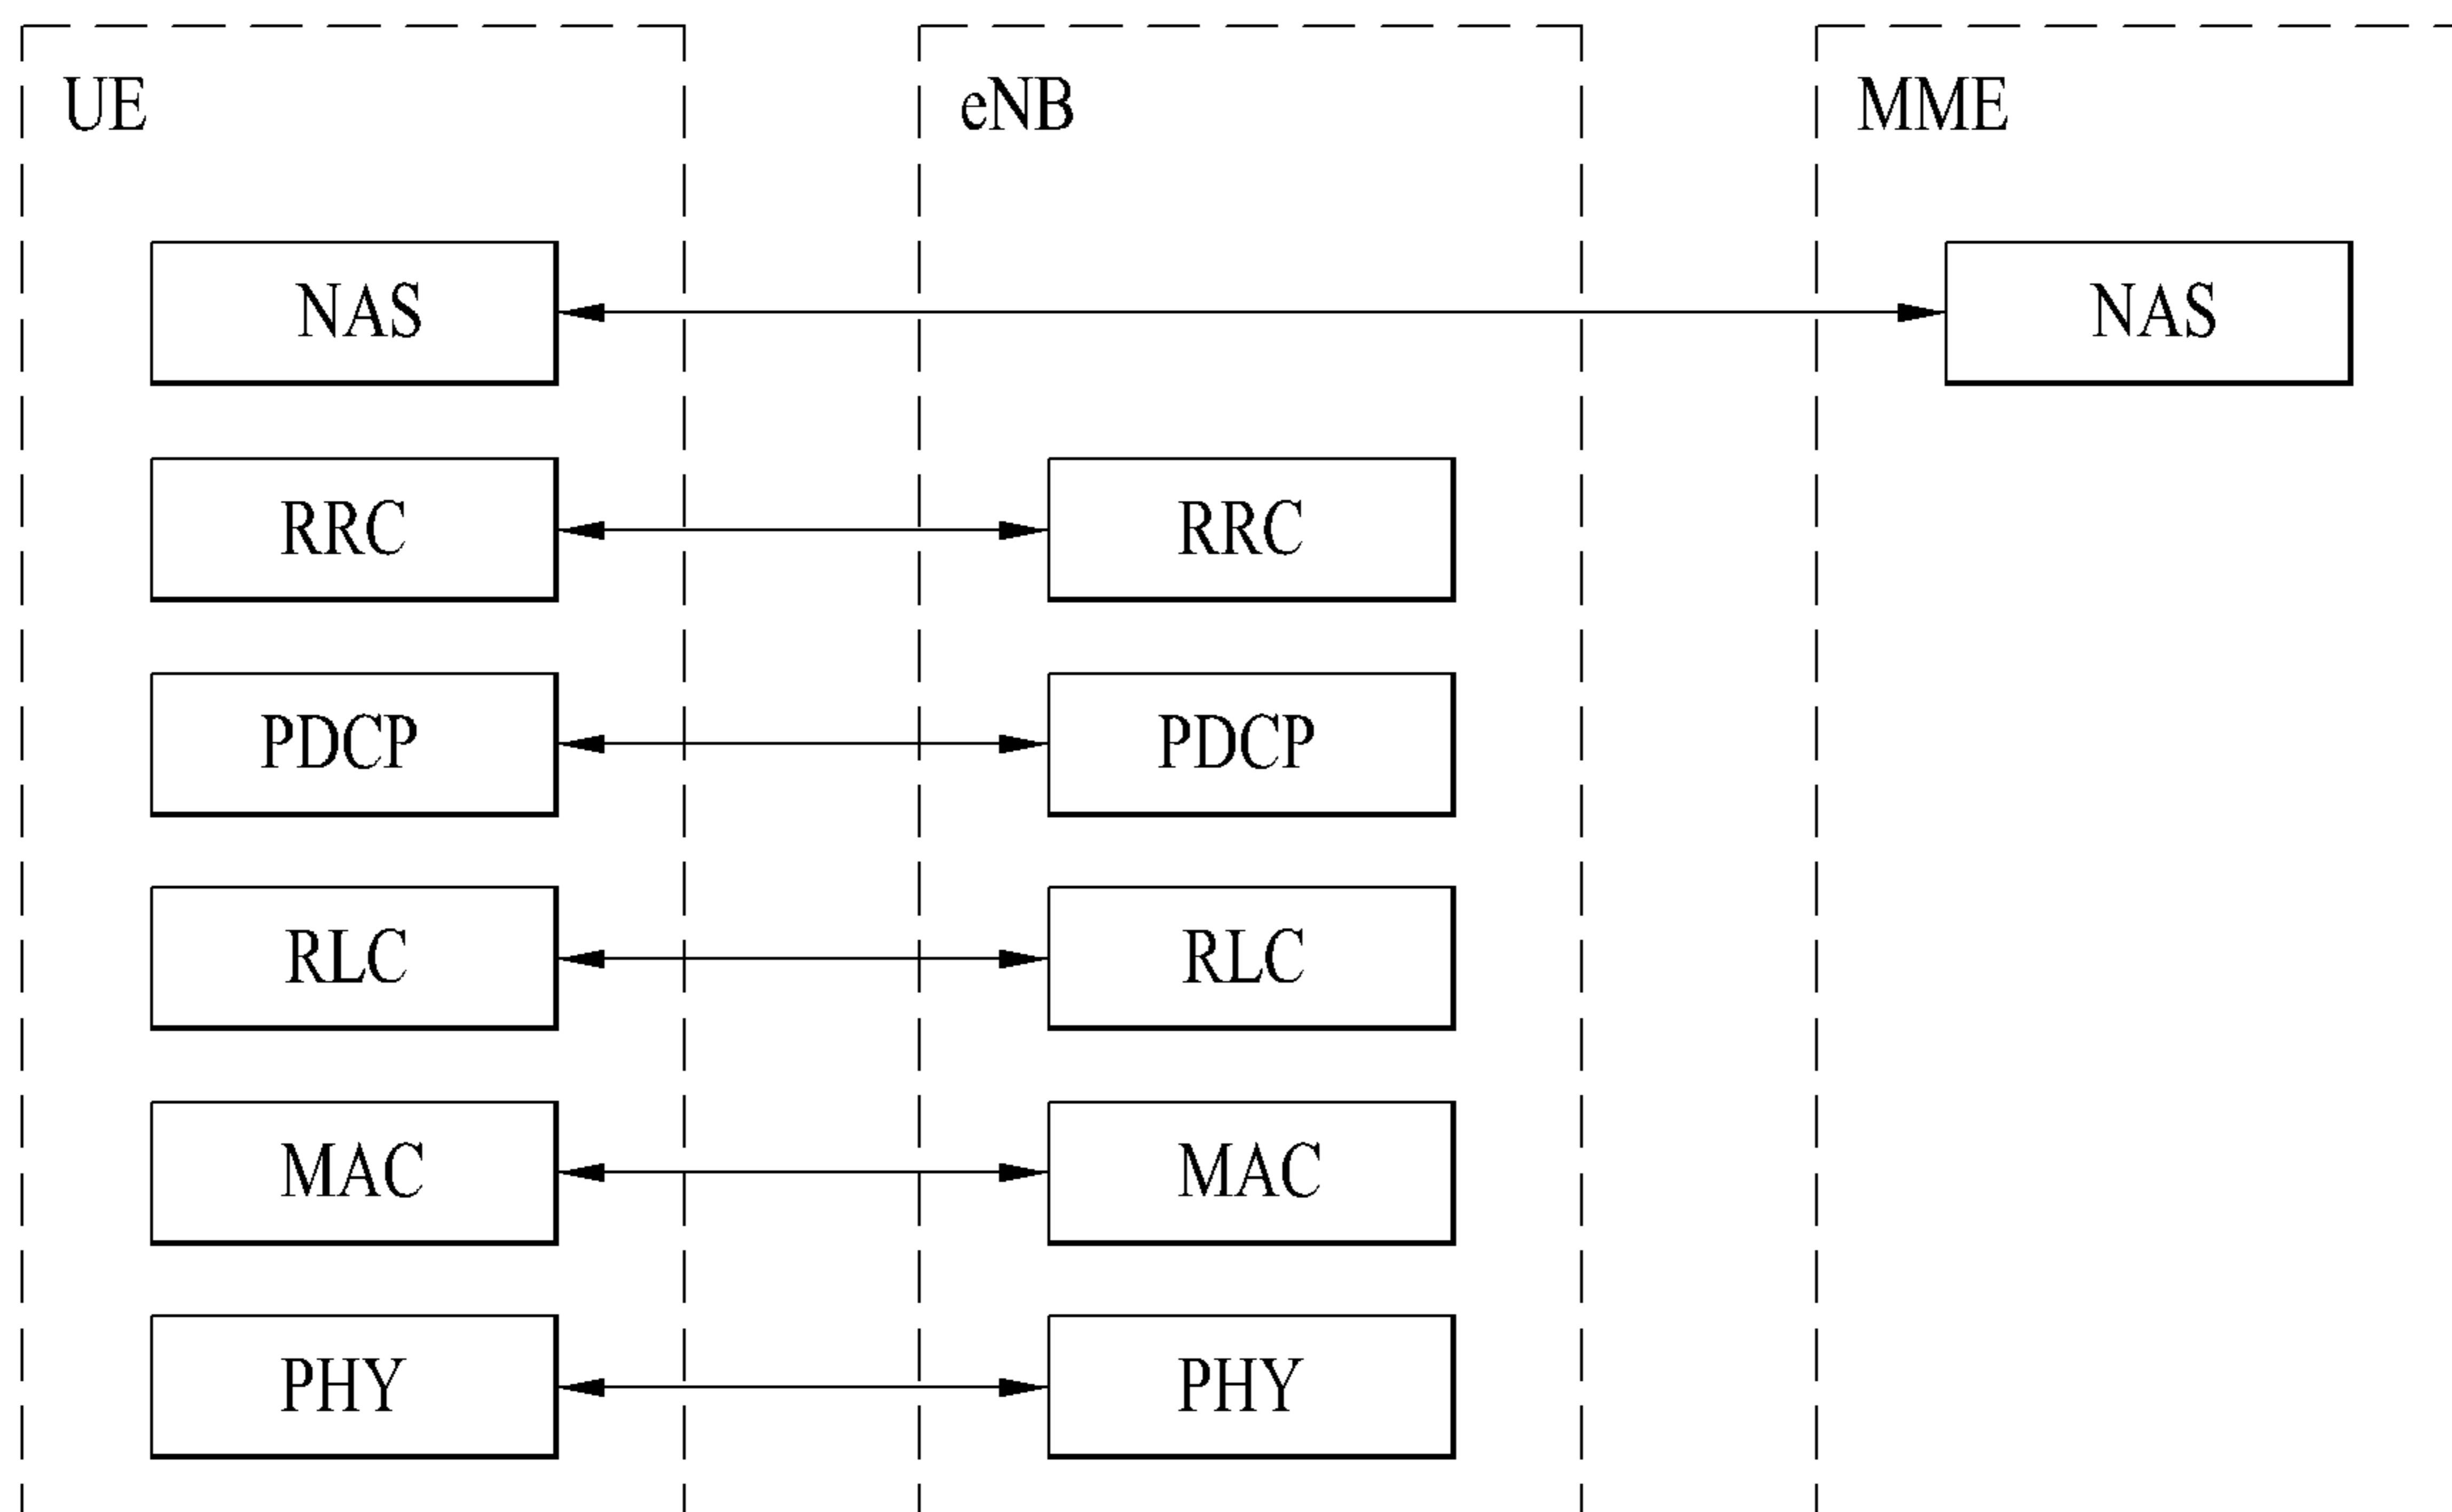 UE eNB MME
NAS NAS
RRC RRC
PDCP PDCP
RLC RLC
MAC MAC
PHY PHY